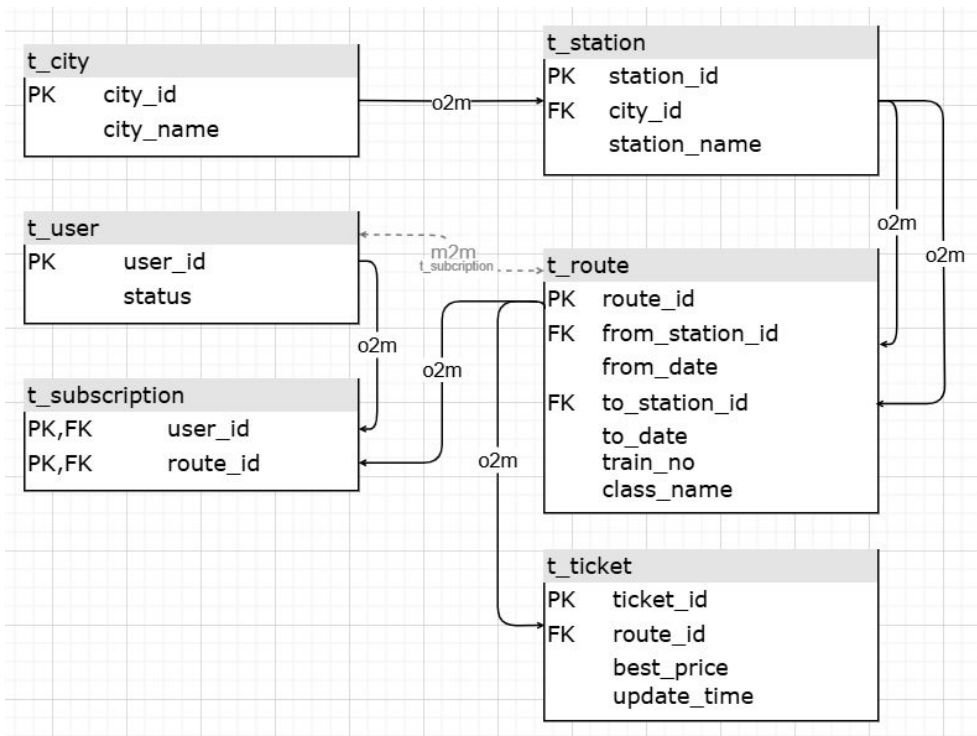 t_city
PK city_id
city_name
o2m
t_station
PK station_id
FK city_id
station_name
t_user
PK user_id
status
m2m
t_subcription
o2m
o2m
t_route
PK route_id
FK from_station_id
from_date
FK to_station_id
to_date
train_no
class_name
o2m
o2m
t_subscription
PK,FK user_id
PK,FK route_id
o2m
t_ticket
PK ticket_id
FK route_id
best_price
update_time